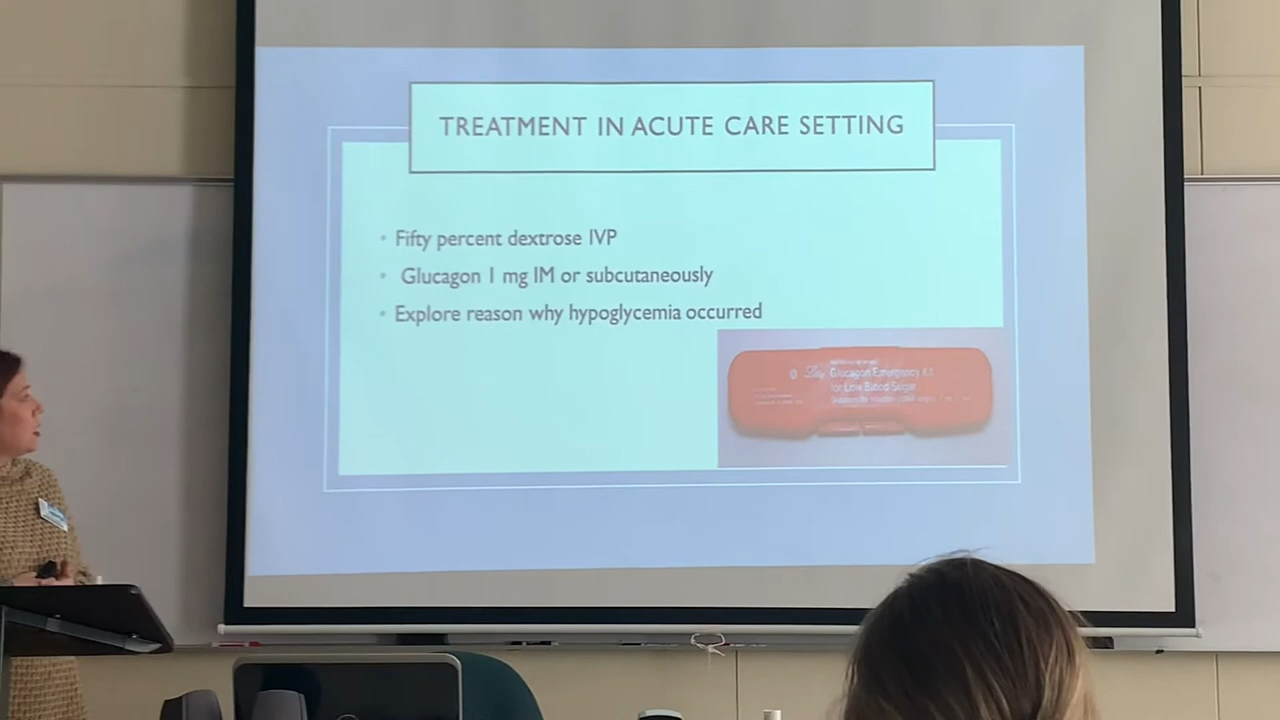 TREATMENT IN ACUTE CARE SETTING
• Fifty percent dextrose IVP
• Glucagon 1 mg IM or subcutaneously
• Explore reason why hypoglycemia occurred
Lilly Glucagon Emergency Kit
for Low Blood Sugar